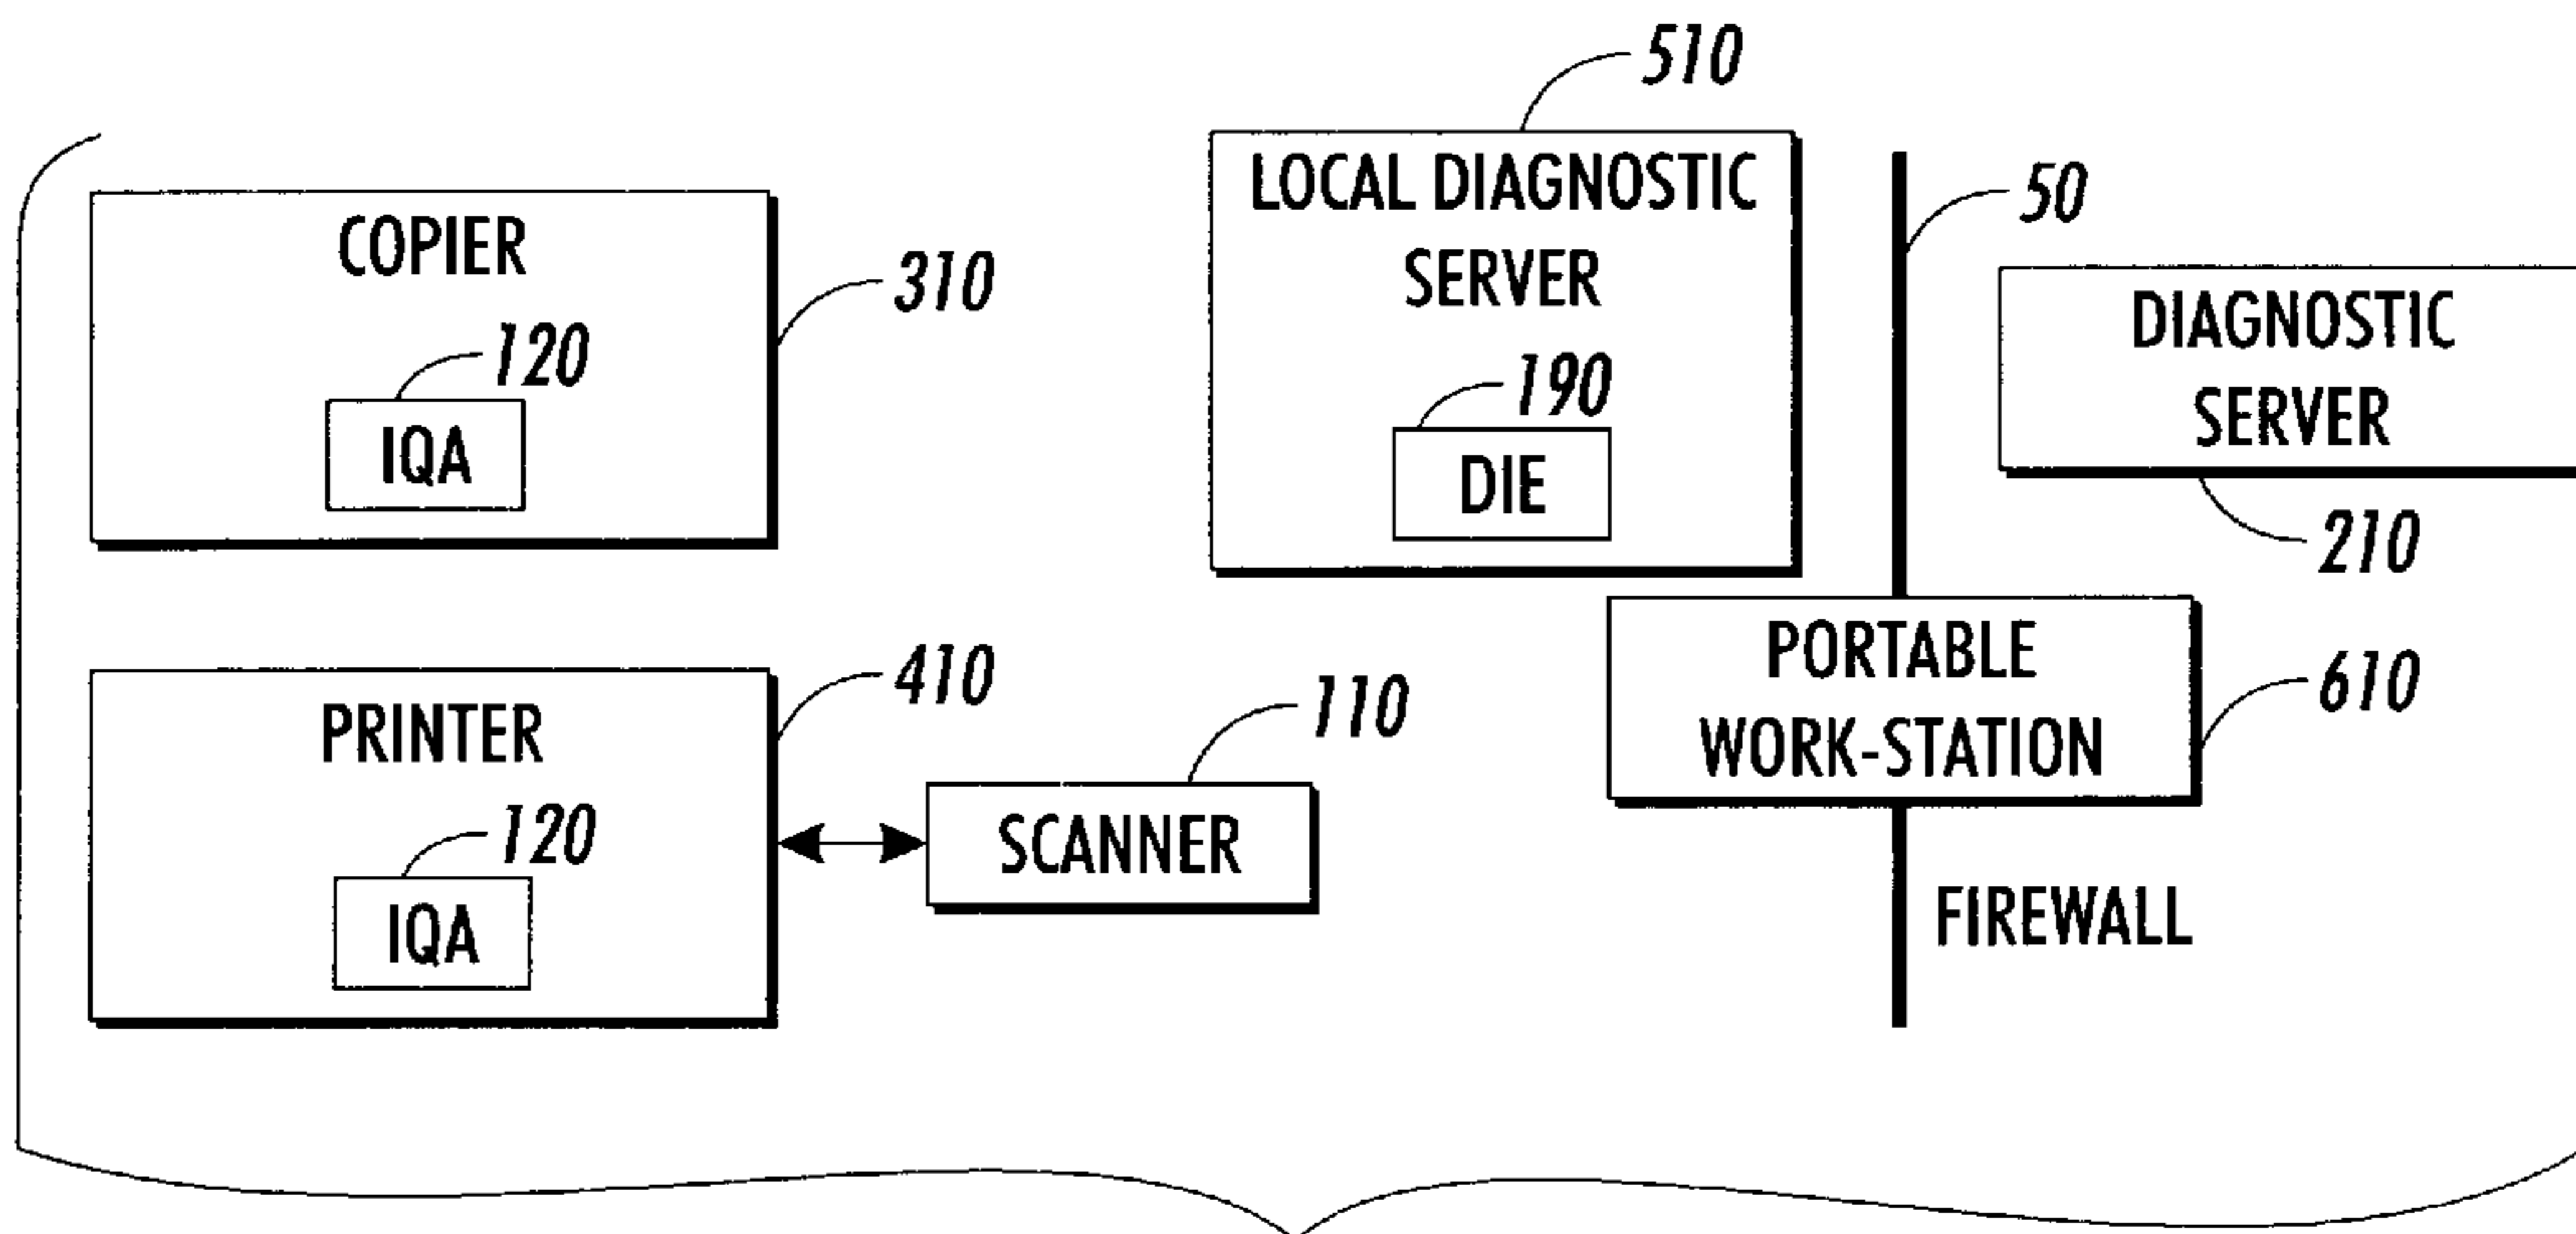 510
LOCAL DIAGNOSTIC
SERVER
190
DIE
50
COPIER
310
120
IQA
DIAGNOSTIC
SERVER
210
PRINTER
410
120
IQA
110
SCANNER
PORTABLE
WORK-STATION
610
FIREWALL